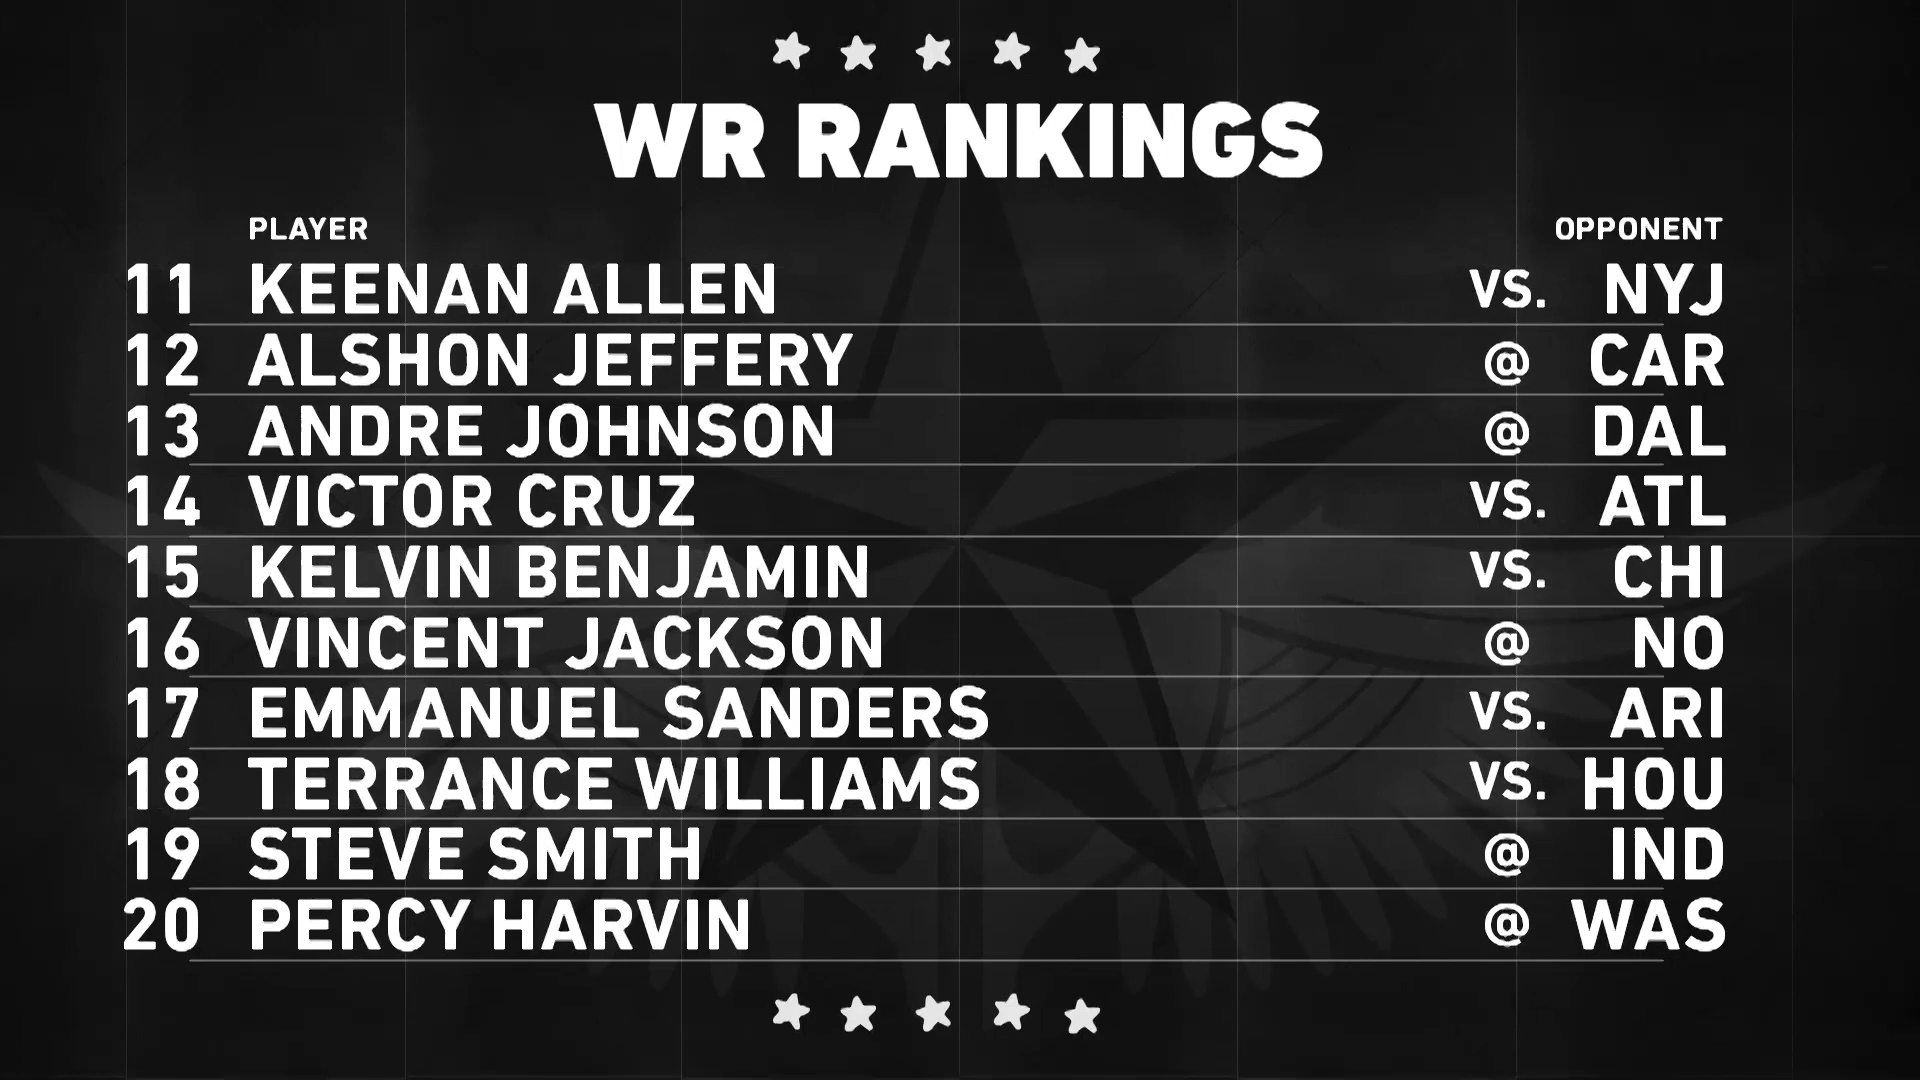 WR RANKINGS
PLAYER OPPONENT
11 KEENAN ALLEN VS. NYJ
12 ALSHON JEFFERY @ CAR
13 ANDRE JOHNSON @ DAL
14 VICTOR CRUZ VS. ATL
15 KELVIN BENJAMIN VS. CHI
16 VINCENT JACKSON @ NO
17 EMMANUEL SANDERS VS. ARI
18 TERRANCE WILLIAMS VS. HOU
19 STEVE SMITH @ IND
20 PERCY HARVIN @ WAS